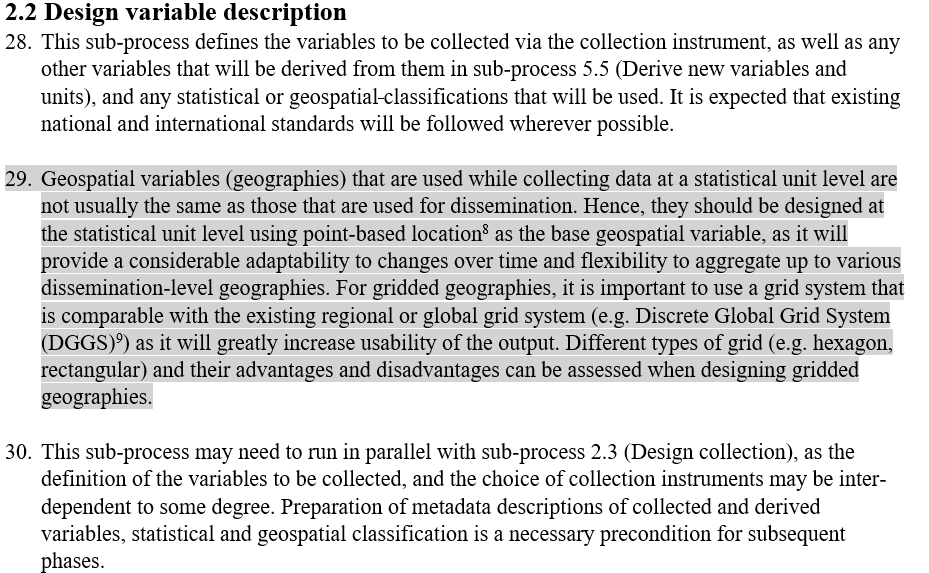 2.2 Design variable description
28. This sub-process defines the variables to be collected via the collection instrument, as well as any
other variables that will be derived from them in sub-process 5.5 (Derive new variables and
units), and any statistical or geospatial-classifications that will be used. It is expected that existing
national and international standards will be followed wherever possible.
29. Geospatial variables (geographies) that are used while collecting data at a statistical unit level are
not usually the same as those that are used for dissemination. Hence, they should be designed at
the statistical unit level using point-based location⁸ as the base geospatial variable, as it will
provide a considerable adaptability to changes over time and flexibility to aggregate up to various
dissemination-level geographies. For gridded geographies, it is important to use a grid system that
is comparable with the existing regional or global grid system (e.g. Discrete Global Grid System
(DGGS)⁹) as it will greatly increase usability of the output. Different types of grid (e.g. hexagon,
rectangular) and their advantages and disadvantages can be assessed when designing gridded
geographies.
30. This sub-process may need to run in parallel with sub-process 2.3 (Design collection), as the
definition of the variables to be collected, and the choice of collection instruments may be inter-
dependent to some degree. Preparation of metadata descriptions of collected and derived
variables, statistical and geospatial classification is a necessary precondition for subsequent
phases.